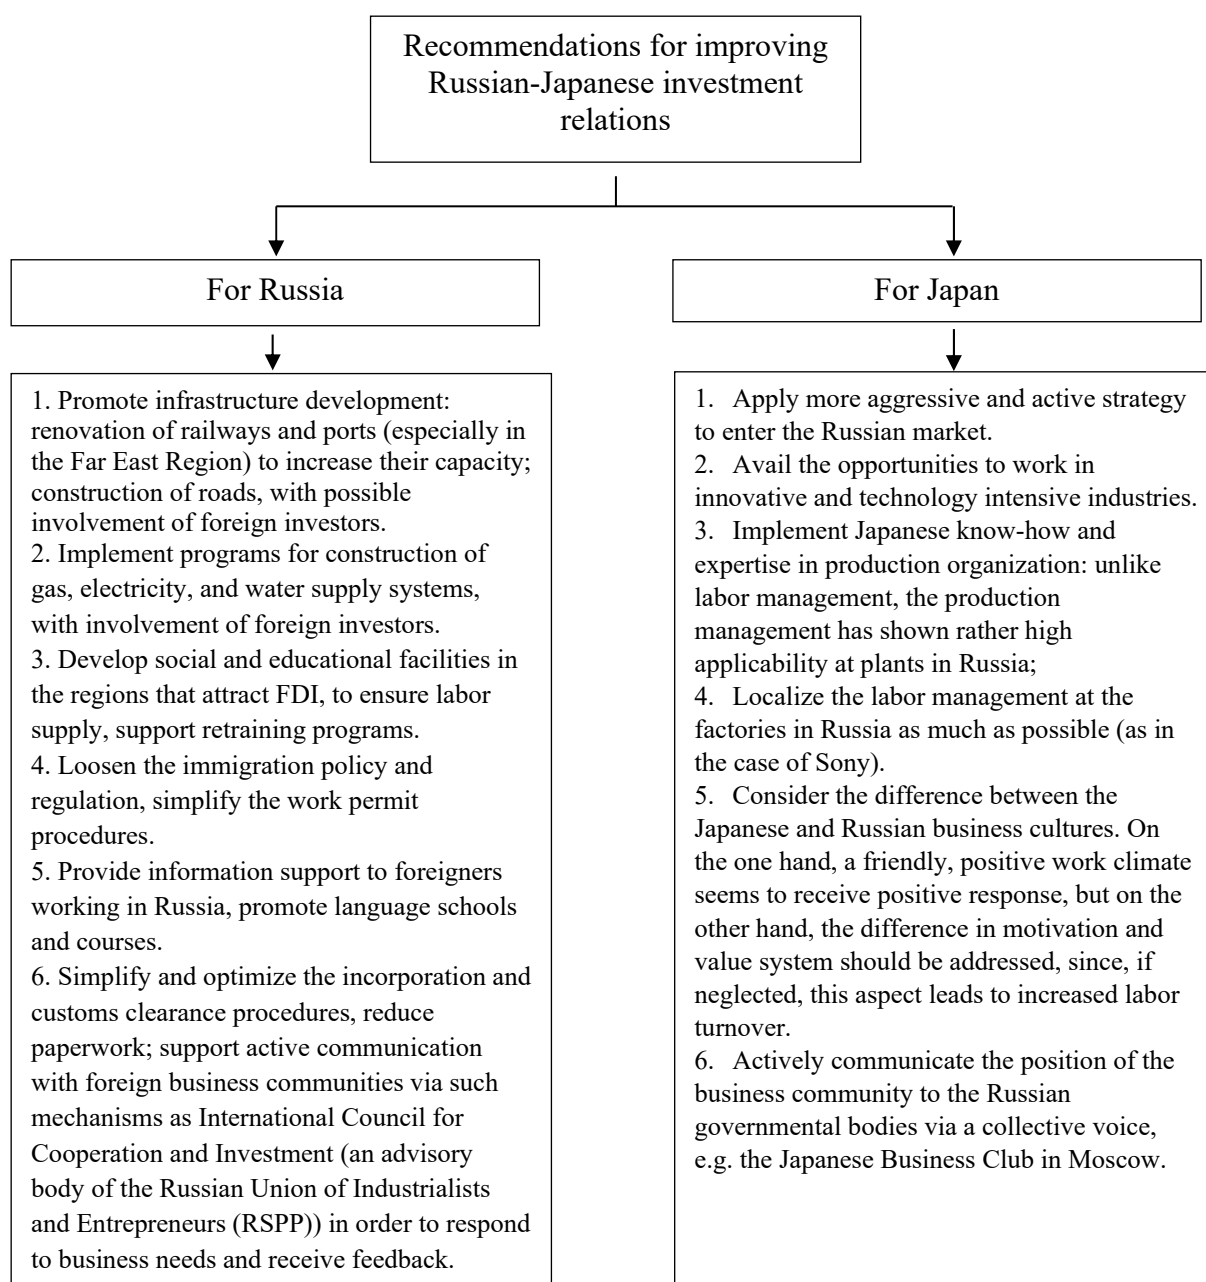 Recommendations for improving
Russian-Japanese investment
relations
For Russia
For Japan
1. Promote infrastructure development:
renovation of railways and ports (especially in
the Far East Region) to increase their capacity;
construction of roads, with possible
involvement of foreign investors.
2. Implement programs for construction of
gas, electricity, and water supply systems,
with involvement of foreign investors.
3. Develop social and educational facilities in
the regions that attract FDI, to ensure labor
supply, support retraining programs.
4. Loosen the immigration policy and
regulation, simplify the work permit
procedures.
5. Provide information support to foreigners
working in Russia, promote language schools
and courses.
6. Simplify and optimize the incorporation and
customs clearance procedures, reduce
paperwork; support active communication
with foreign business communities via such
mechanisms as International Council for
Cooperation and Investment (an advisory
body of the Russian Union of Industrialists
and Entrepreneurs (RSPP)) in order to respond
to business needs and receive feedback.
1. Apply more aggressive and active strategy
to enter the Russian market.
2. Avail the opportunities to work in
innovative and technology intensive industries.
3. Implement Japanese know-how and
expertise in production organization: unlike
labor management, the production
management has shown rather high
applicability at plants in Russia;
4. Localize the labor management at the
factories in Russia as much as possible (as in
the case of Sony).
5. Consider the difference between the
Japanese and Russian business cultures. On
the one hand, a friendly, positive work climate
seems to receive positive response, but on the
other hand, the difference in motivation and
value system should be addressed, since, if
neglected, this aspect leads to increased labor
turnover.
6. Actively communicate the position of the
business community to the Russian
governmental bodies via a collective voice,
e.g. the Japanese Business Club in Moscow.